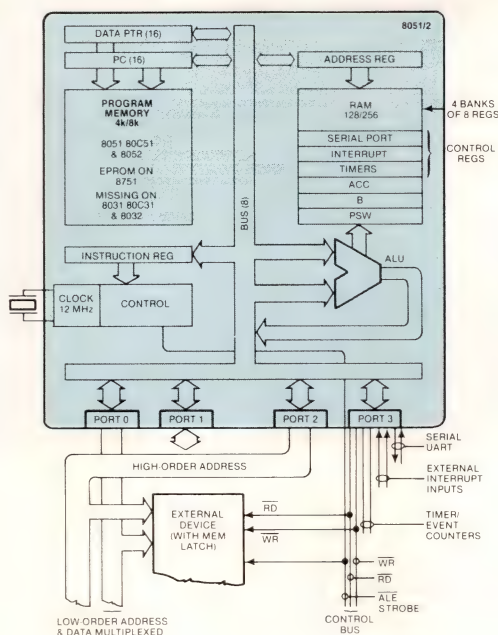 8051/2
DATA PTR (16)
PC (16)
ADDRESS REG
PROGRAM
MEMORY
4k/8k
8051 80C51
& 8052
EPROM ON
8751
MISSING ON
8031 80C31
& 8032
RAM
128/256
SERIAL PORT
INTERRUPT
TIMERS
ACC
B
PSW
4 BANKS
OF 8 REGS
CONTROL
REGS
BUS (8)
INSTRUCTION REG
ALU
CLOCK
12 MHz
CONTROL
PORT 0
PORT 1
PORT 2
PORT 3
SERIAL
UART
HIGH-ORDER ADDRESS
EXTERNAL
INTERRUPT
INPUTS
EXTERNAL
DEVICE
(WITH MEM
LATCH)
RD
WR
TIMER/
EVENT
COUNTERS
WR
RD
ALE
STROBE
LOW-ORDER ADDRESS
& DATA MULTIPLEXED
CONTROL
BUS